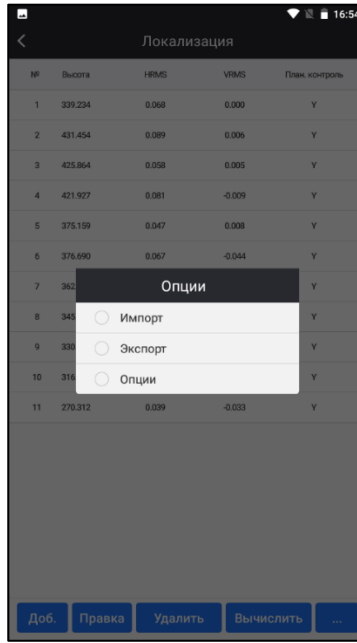 16:54
Локализация
№ Высота HRMS VRMS План. контроль
1 339.234 0.068 0.000 Y
2 431.454 0.089 0.006 Y
3 425.864 0.058 0.005 Y
4 421.927 0.081 -0.009 Y
5 375.159 0.047 0.008 Y
6 376.690 0.067 -0.044 Y
7 362. Y
Опции
8 345 Y
Импорт
9 330 Y
Экспорт
10 316 Y
Опции
11 270.312 0.039 -0.033 Y
Доб. Правка Удалить Вычислить ...